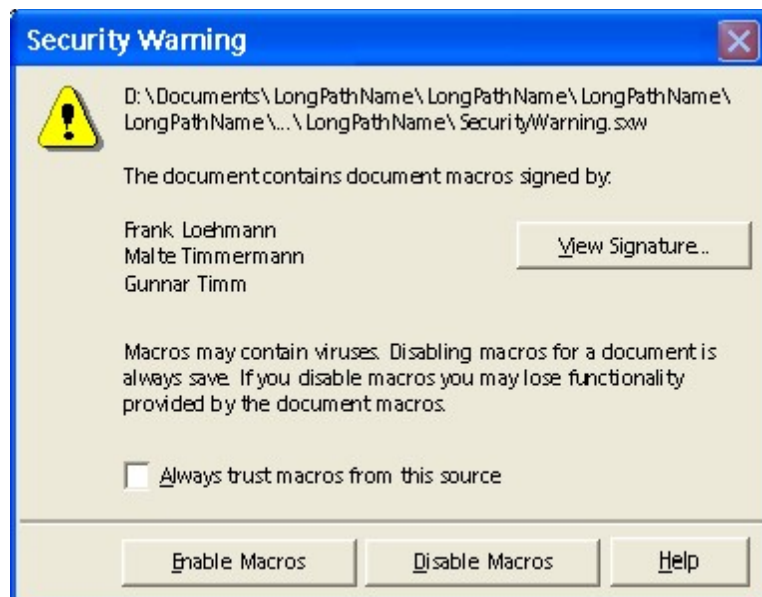 Security Warning
D:\Documents\LongPathName\LongPathName\LongPathName\
LongPathName\...\LongPathName\SecurityWarning.sxw
The document contains document macros signed by:
Frank Loehmann
Malte Timmermann
Gunnar Timm
View Signature...
Macros may contain viruses. Disabling macros for a document is
always save. If you disable macros you may lose functionality
provided by the document macros.
Always trust macros from this source
Enable Macros Disable Macros Help